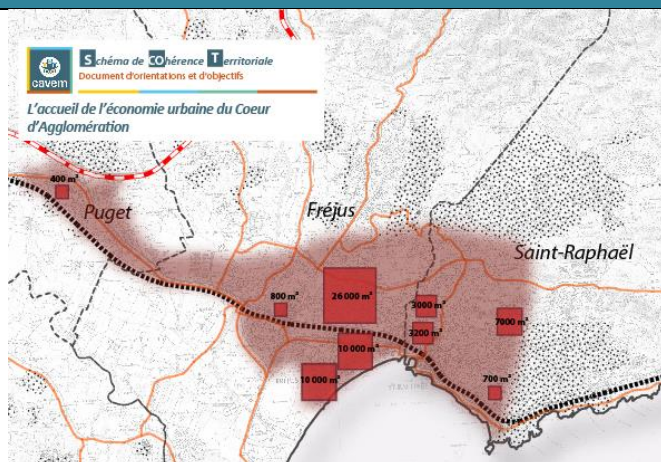 cavem
Schéma de COhérence Territoriale
Document d'orientations et d'objectifs
L'accueil de l'économie urbaine du Coeur
d'Agglomération
400 m²
Puget
Fréjus
Saint-Raphaël
800 m²
26 000 m²
3000 m²
7000 m²
3200 m²
10 000 m²
10 000 m²
700 m²